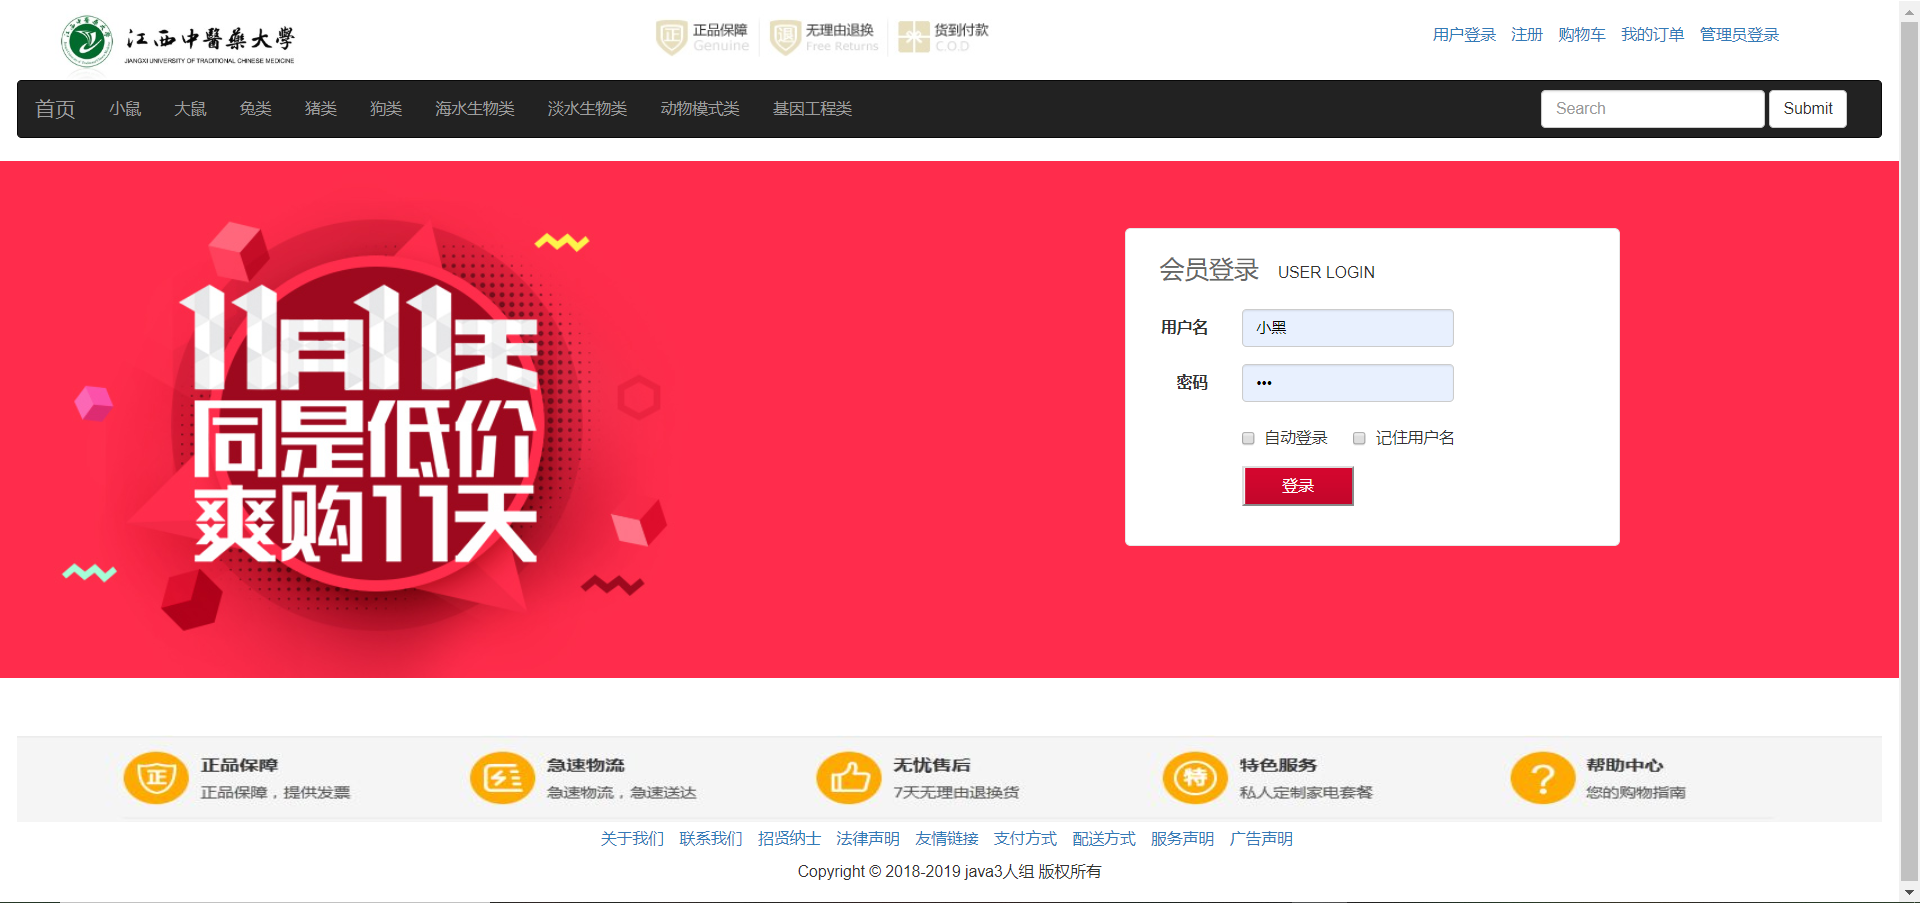 江西中醫藥大學
JIANGXI UNIVERSITY OF TRADITIONAL CHINESE MEDICINE
正 正品保障 Genuine 退 无理由退换 Free Returns 货到付款 C.O.D
用户登录 注册 购物车 我的订单 管理员登录
首页 小鼠 大鼠 兔类 猪类 狗类 海水生物类 淡水生物类 动物模式类 基因工程类 Search Submit
11月11天
同是低价
爽购11天
会员登录 USER LOGIN
用户名 小黑
密码 •••
自动登录 记住用户名
登录
正 正品保障 急速物流 无忧售后 特 特色服务 ? 帮助中心
正品保障，提供发票 急速物流，急速送达 7天无理由退换货 私人定制家电套餐 您的购物指南
关于我们 联系我们 招贤纳士 法律声明 友情链接 支付方式 配送方式 服务声明 广告声明
Copyright © 2018-2019 java3人组 版权所有